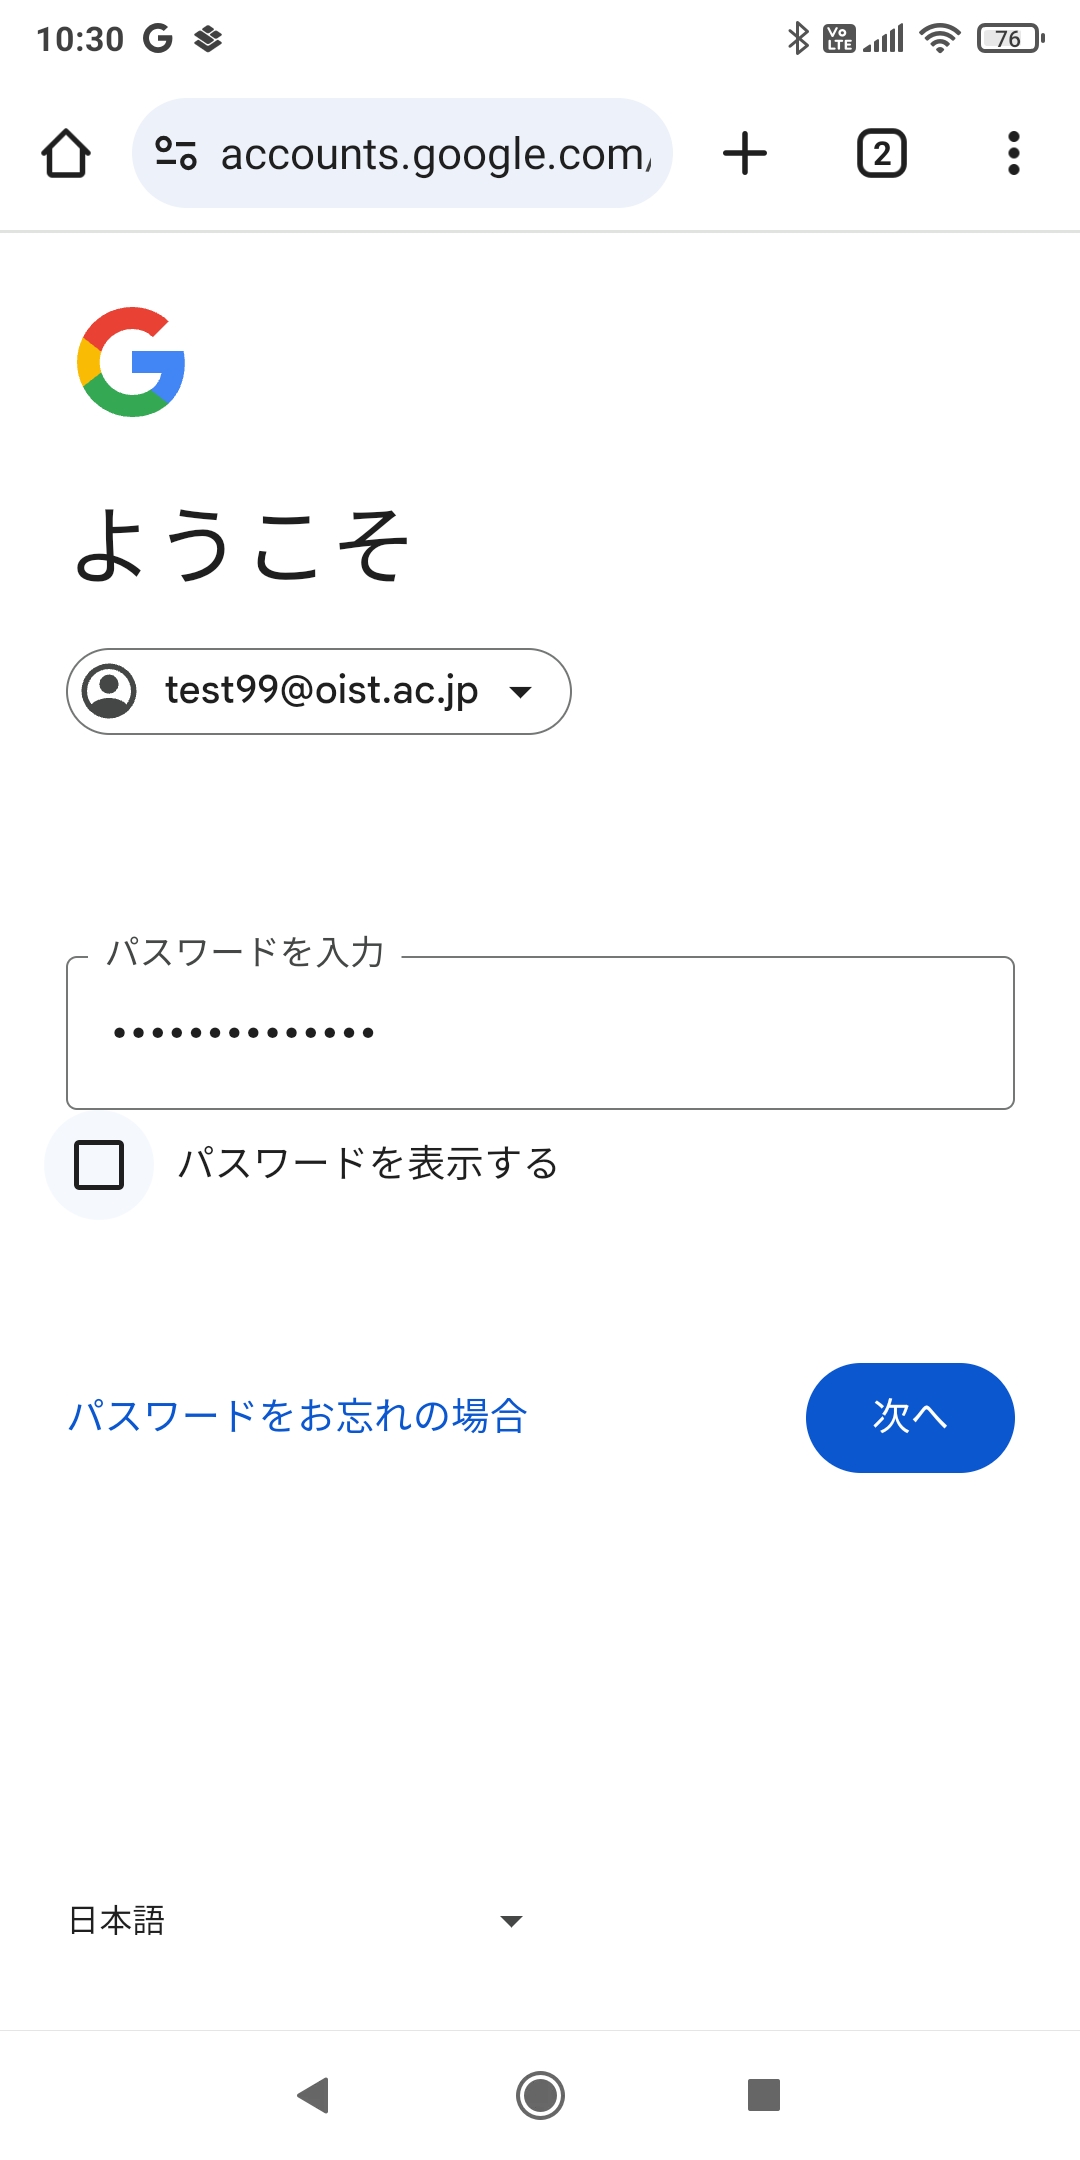 10:30
Vo LTE
76
accounts.google.com/
2
ようこそ
test99@oist.ac.jp
パスワードを入力
••••••••••••••
パスワードを表示する
パスワードをお忘れの場合
次へ
日本語